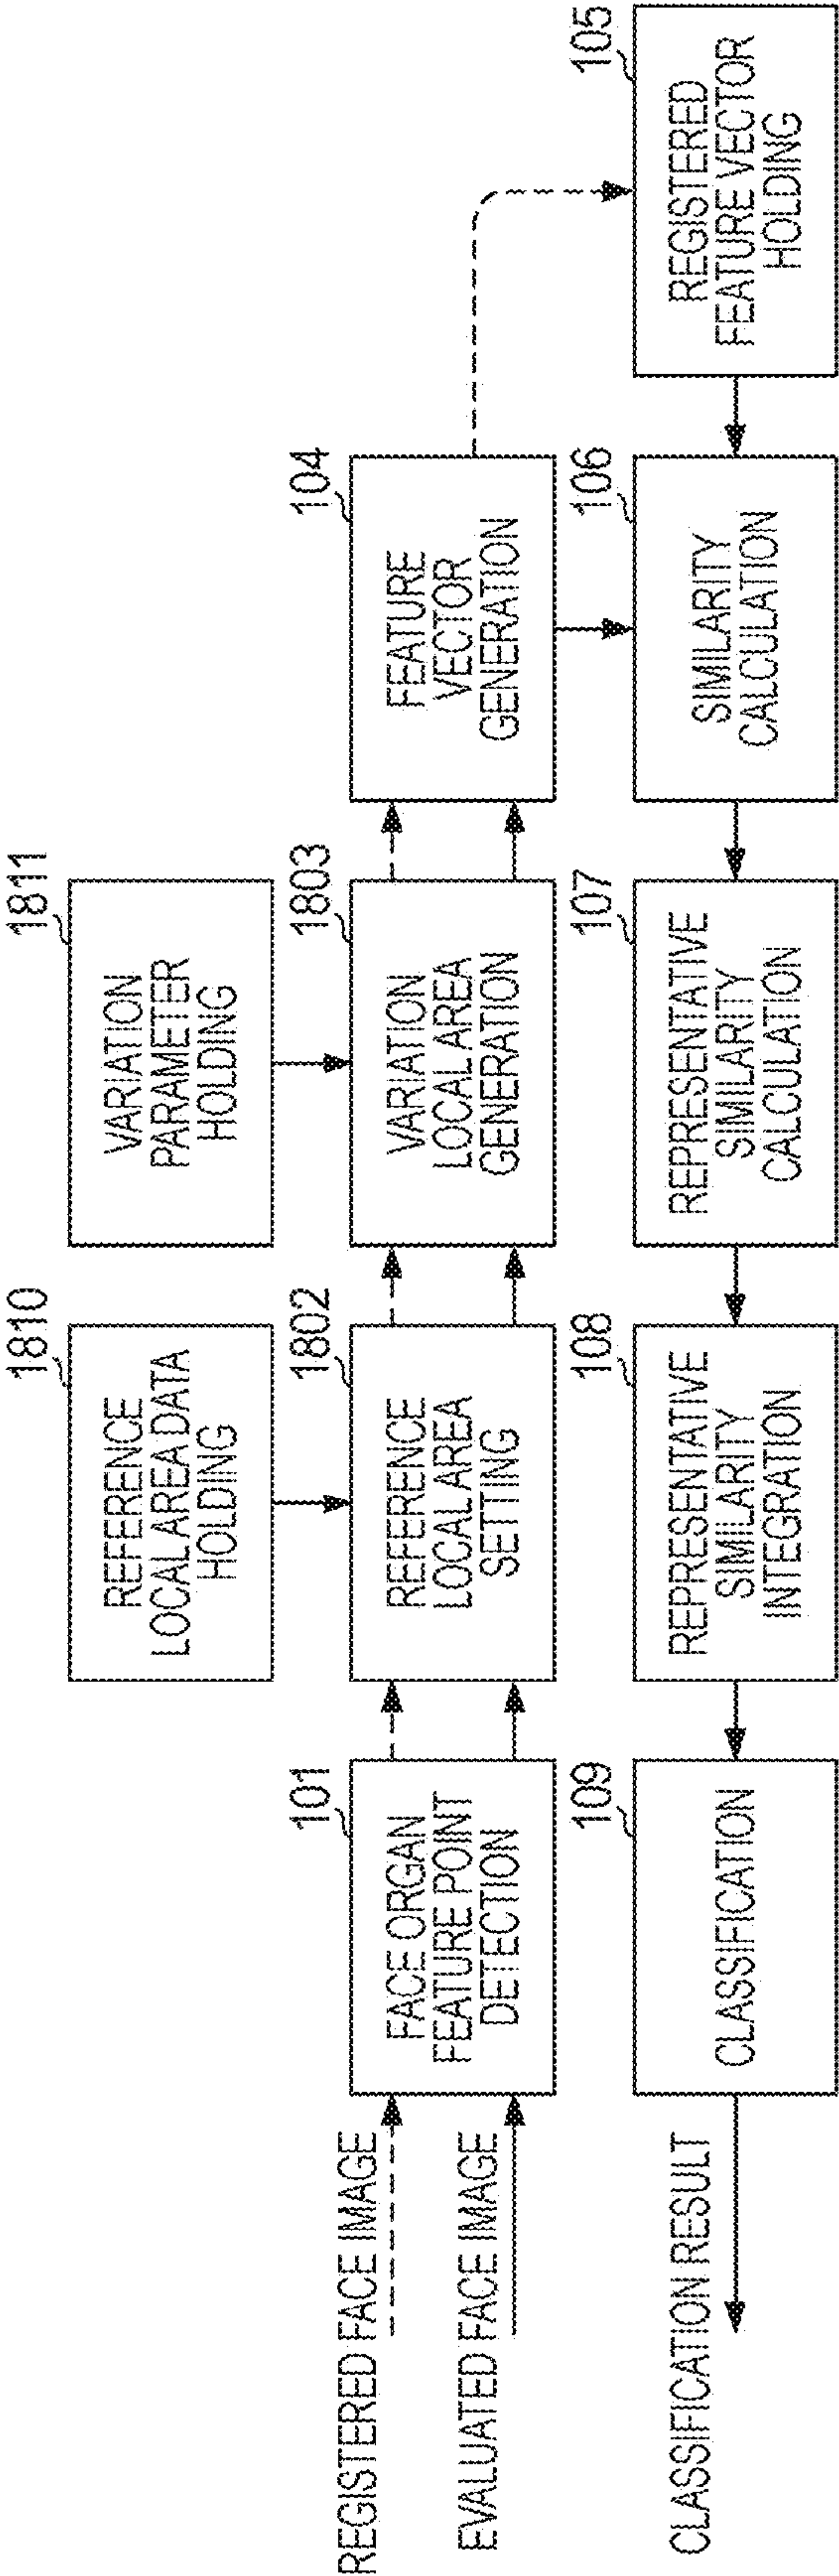 1810
REFERENCE
LOCAL AREA DATA
HOLDING
1811
VARIATION
PARAMETER
HOLDING
REGISTERED FACE IMAGE
EVALUATED FACE IMAGE
101
FACE ORGAN
FEATURE POINT
DETECTION
1802
REFERENCE
LOCAL AREA
SETTING
1803
VARIATION
LOCAL AREA
GENERATION
104
FEATURE
VECTOR
GENERATION
CLASSIFICATION RESULT
109
CLASSIFICATION
108
REPRESENTATIVE
SIMILARITY
INTEGRATION
107
REPRESENTATIVE
SIMILARITY
CALCULATION
106
SIMILARITY
CALCULATION
105
REGISTERED
FEATURE VECTOR
HOLDING